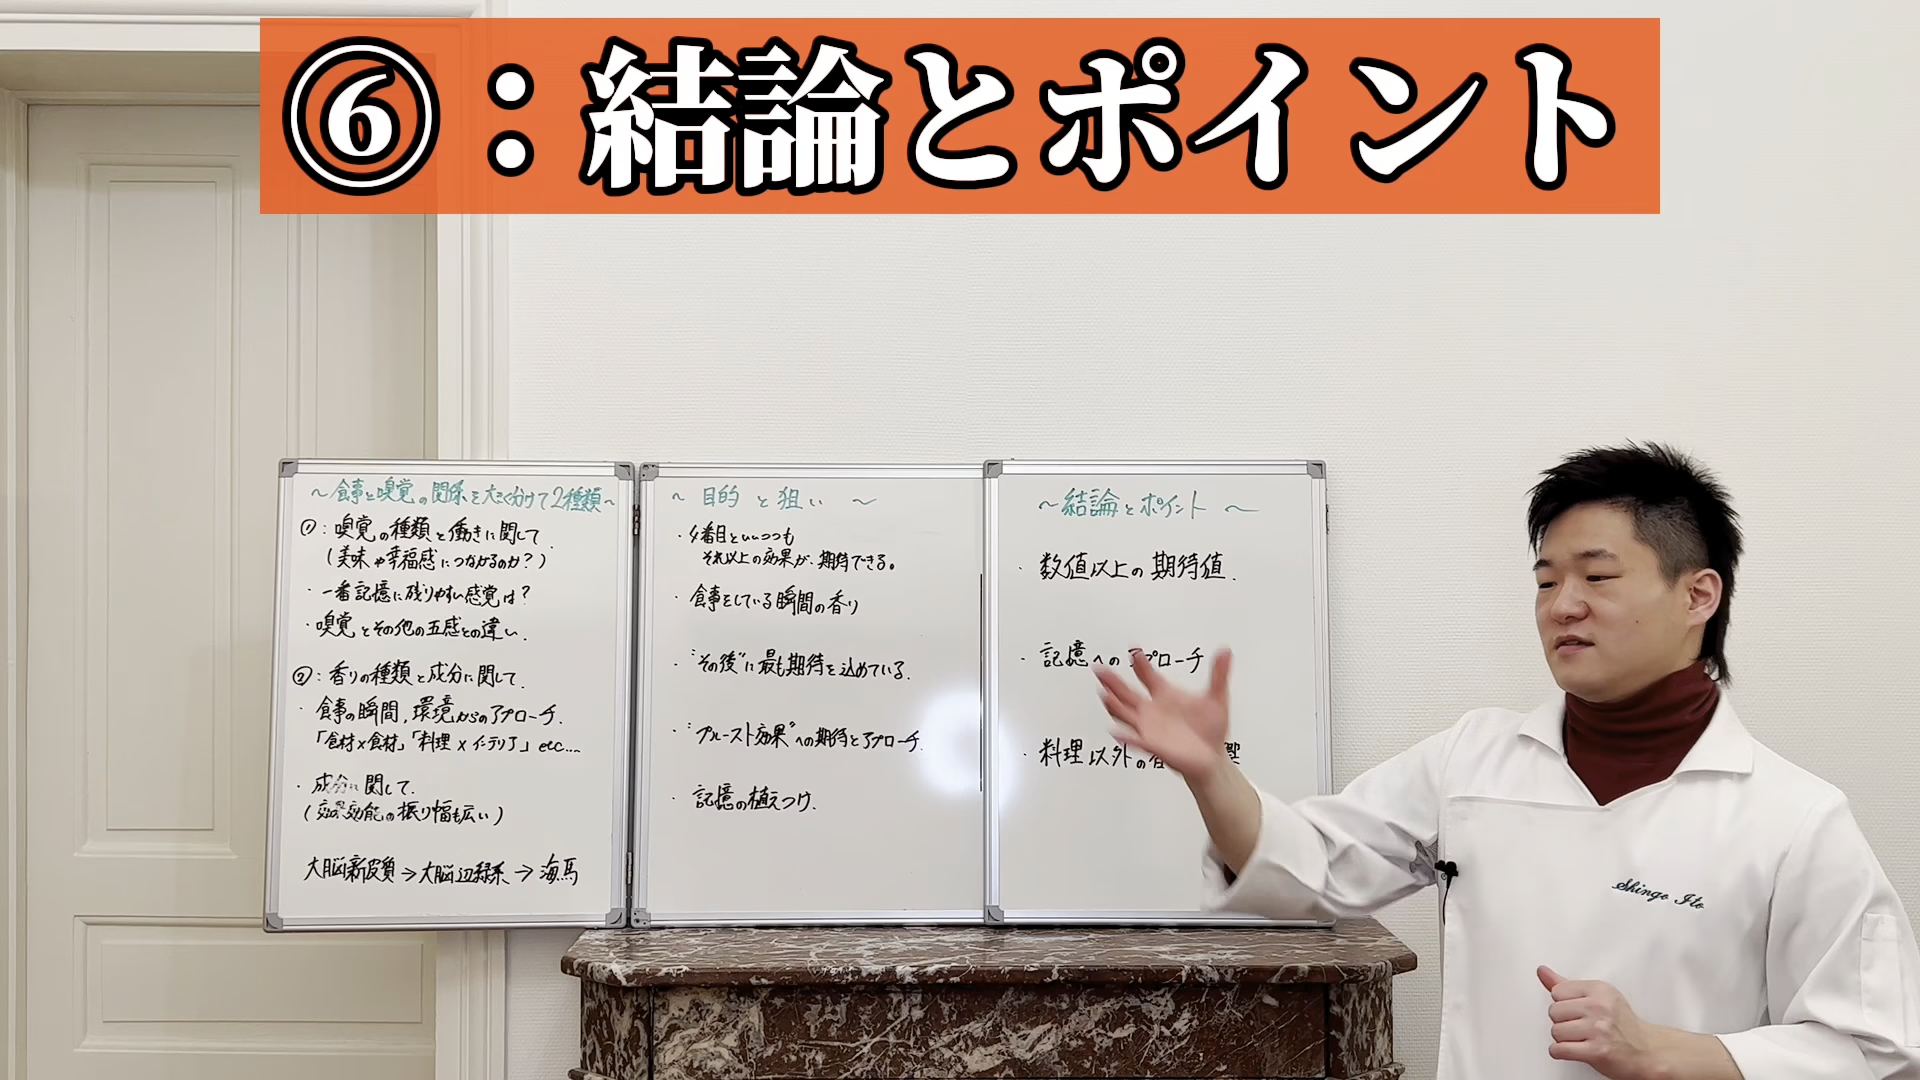 ⑥：結論とポイント
～食事と嗅覚の関係を大きく分けて2種類～
①：嗅覚の種類と働きに関して.
(美味や幸福感につながるのか？)
・一番記憶に残りやすい感覚は？
・嗅覚とその他の五感との違い.
②：香りの種類と成分に関して.
・食事の瞬間,環境からのアプローチ.
「食材×食材」「料理×インテリア」etc....
・成分に関して.
(効果効能の振り幅も広い)
大脳新皮質→大脳辺縁系→海馬
～目的と狙い～
・4番目といいつつも
それ以上の効果が、期待できる。
・食事をしている瞬間の香り
・"その後"に最も期待を込めている.
・"プルースト効果"への期待とアプローチ.
・記憶の植えつけ.
～結論とポイント～
・数値以上の期待値.
・記憶へのアプローチ
・料理以外の
Shingo Ito